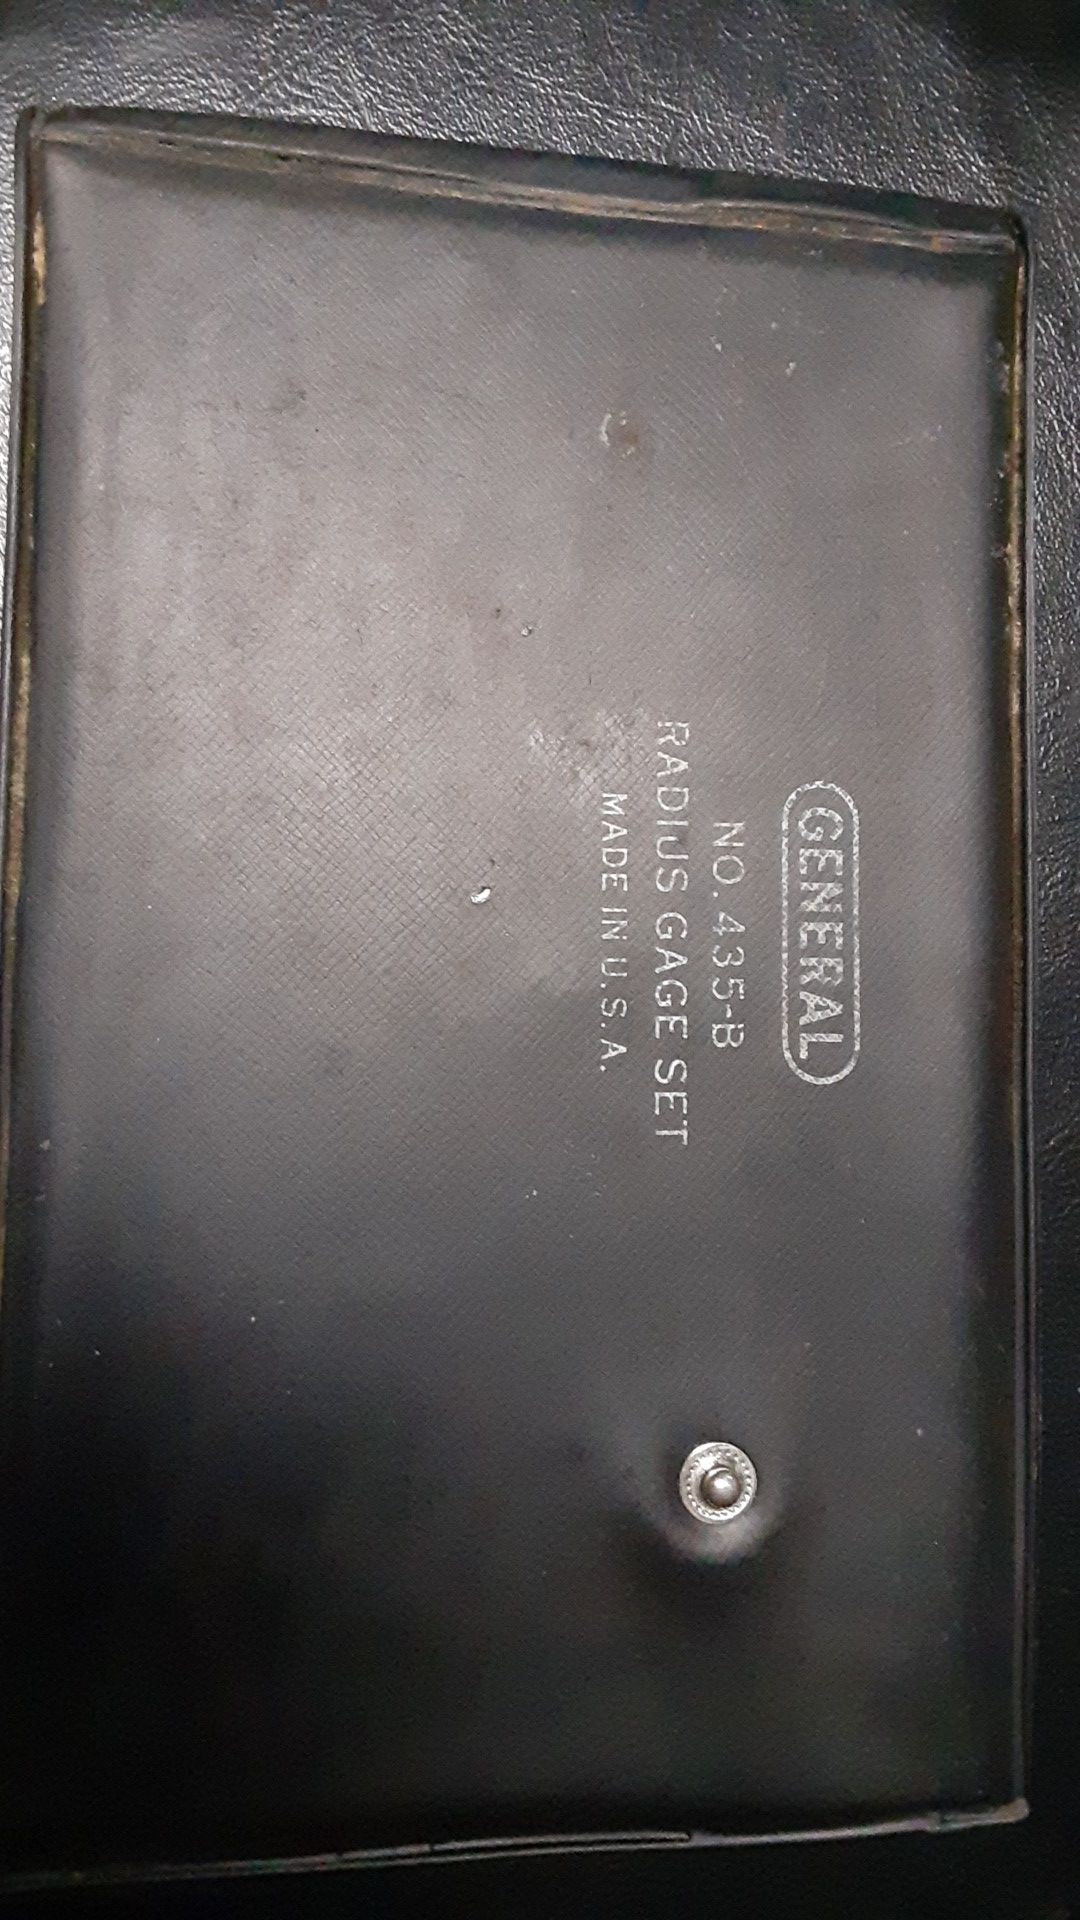 GENERAL
NO. 435-B
RADIUS GAGE SET
MADE IN U.S.A.